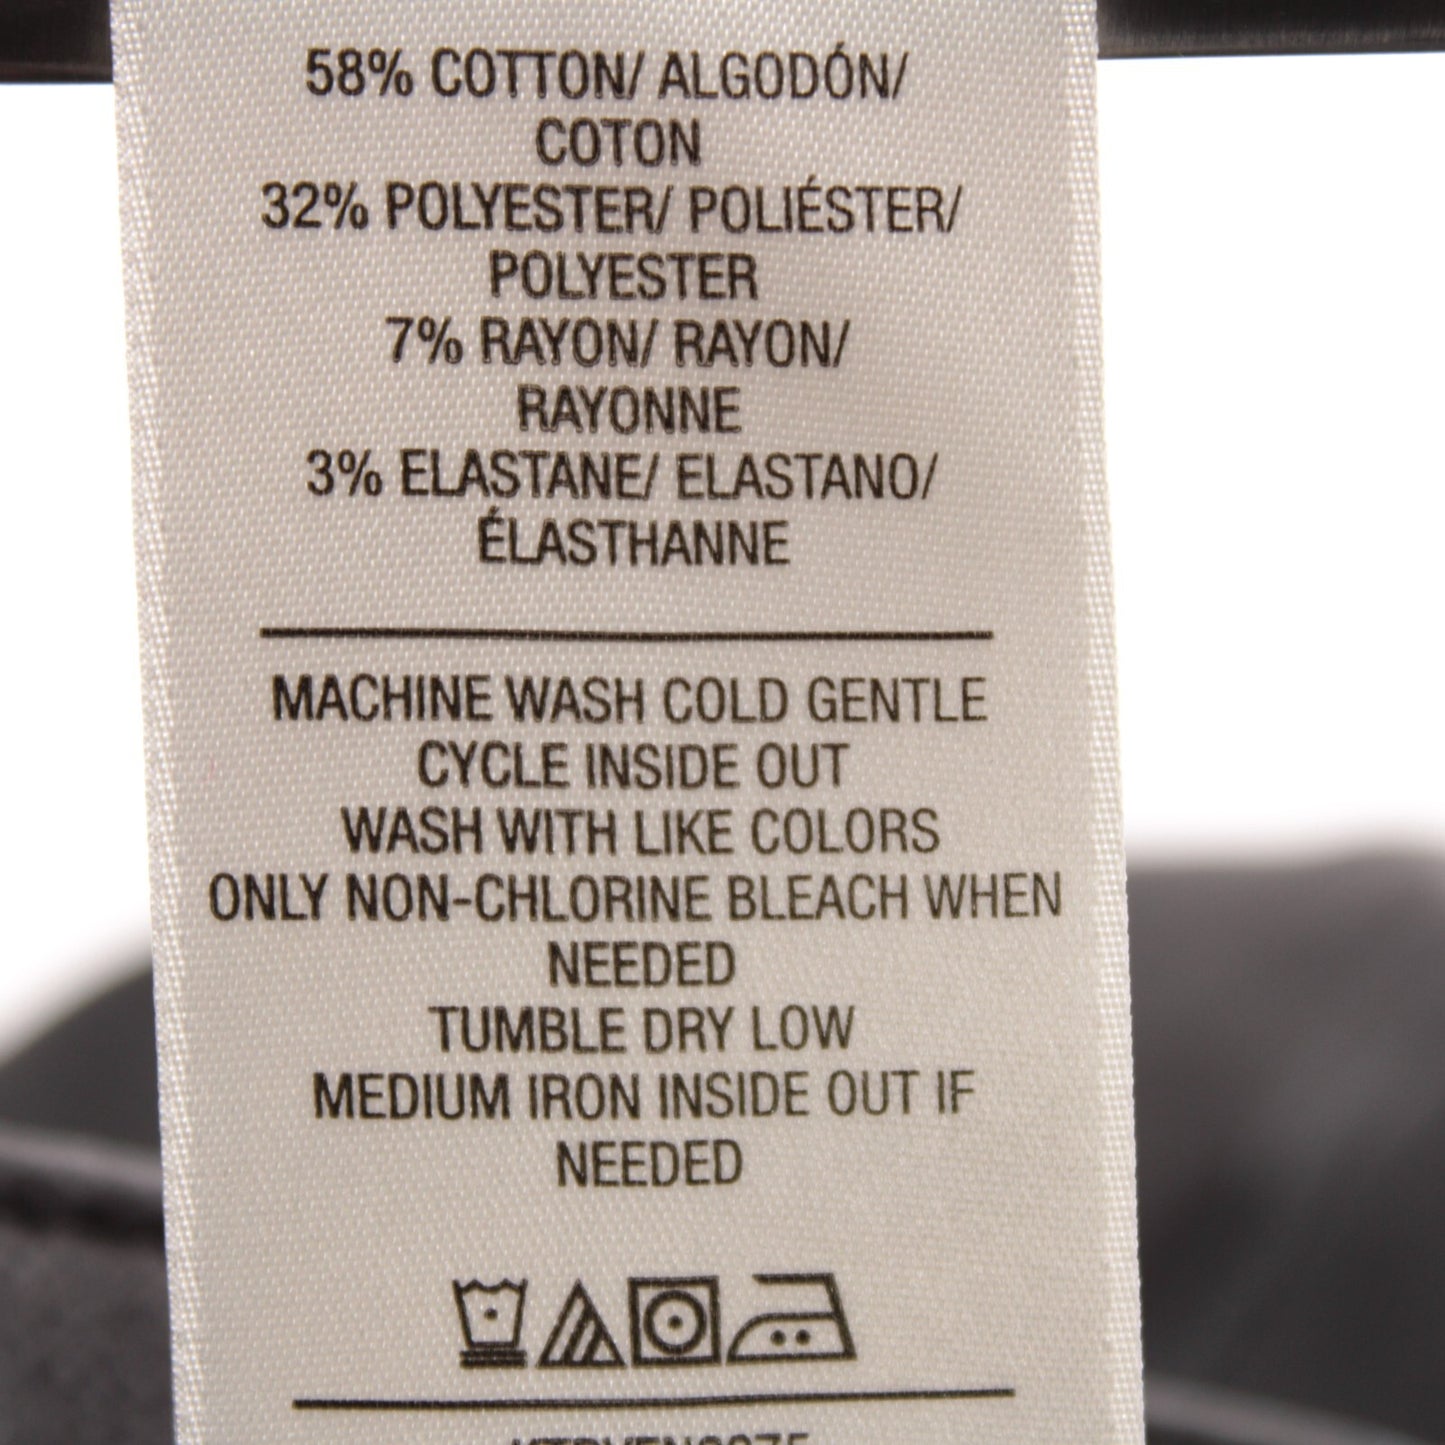 58% COTTON/ ALGODÓN/
COTON
32% POLYESTER/ POLIÉSTER/
POLYESTER
7% RAYON/ RAYON/
RAYONNE
3% ELASTANE/ ELASTANO/
ÉLASTHANNE
MACHINE WASH COLD GENTLE
CYCLE INSIDE OUT
WASH WITH LIKE COLORS
ONLY NON-CHLORINE BLEACH WHEN
NEEDED
TUMBLE DRY LOW
MEDIUM IRON INSIDE OUT IF
NEEDED